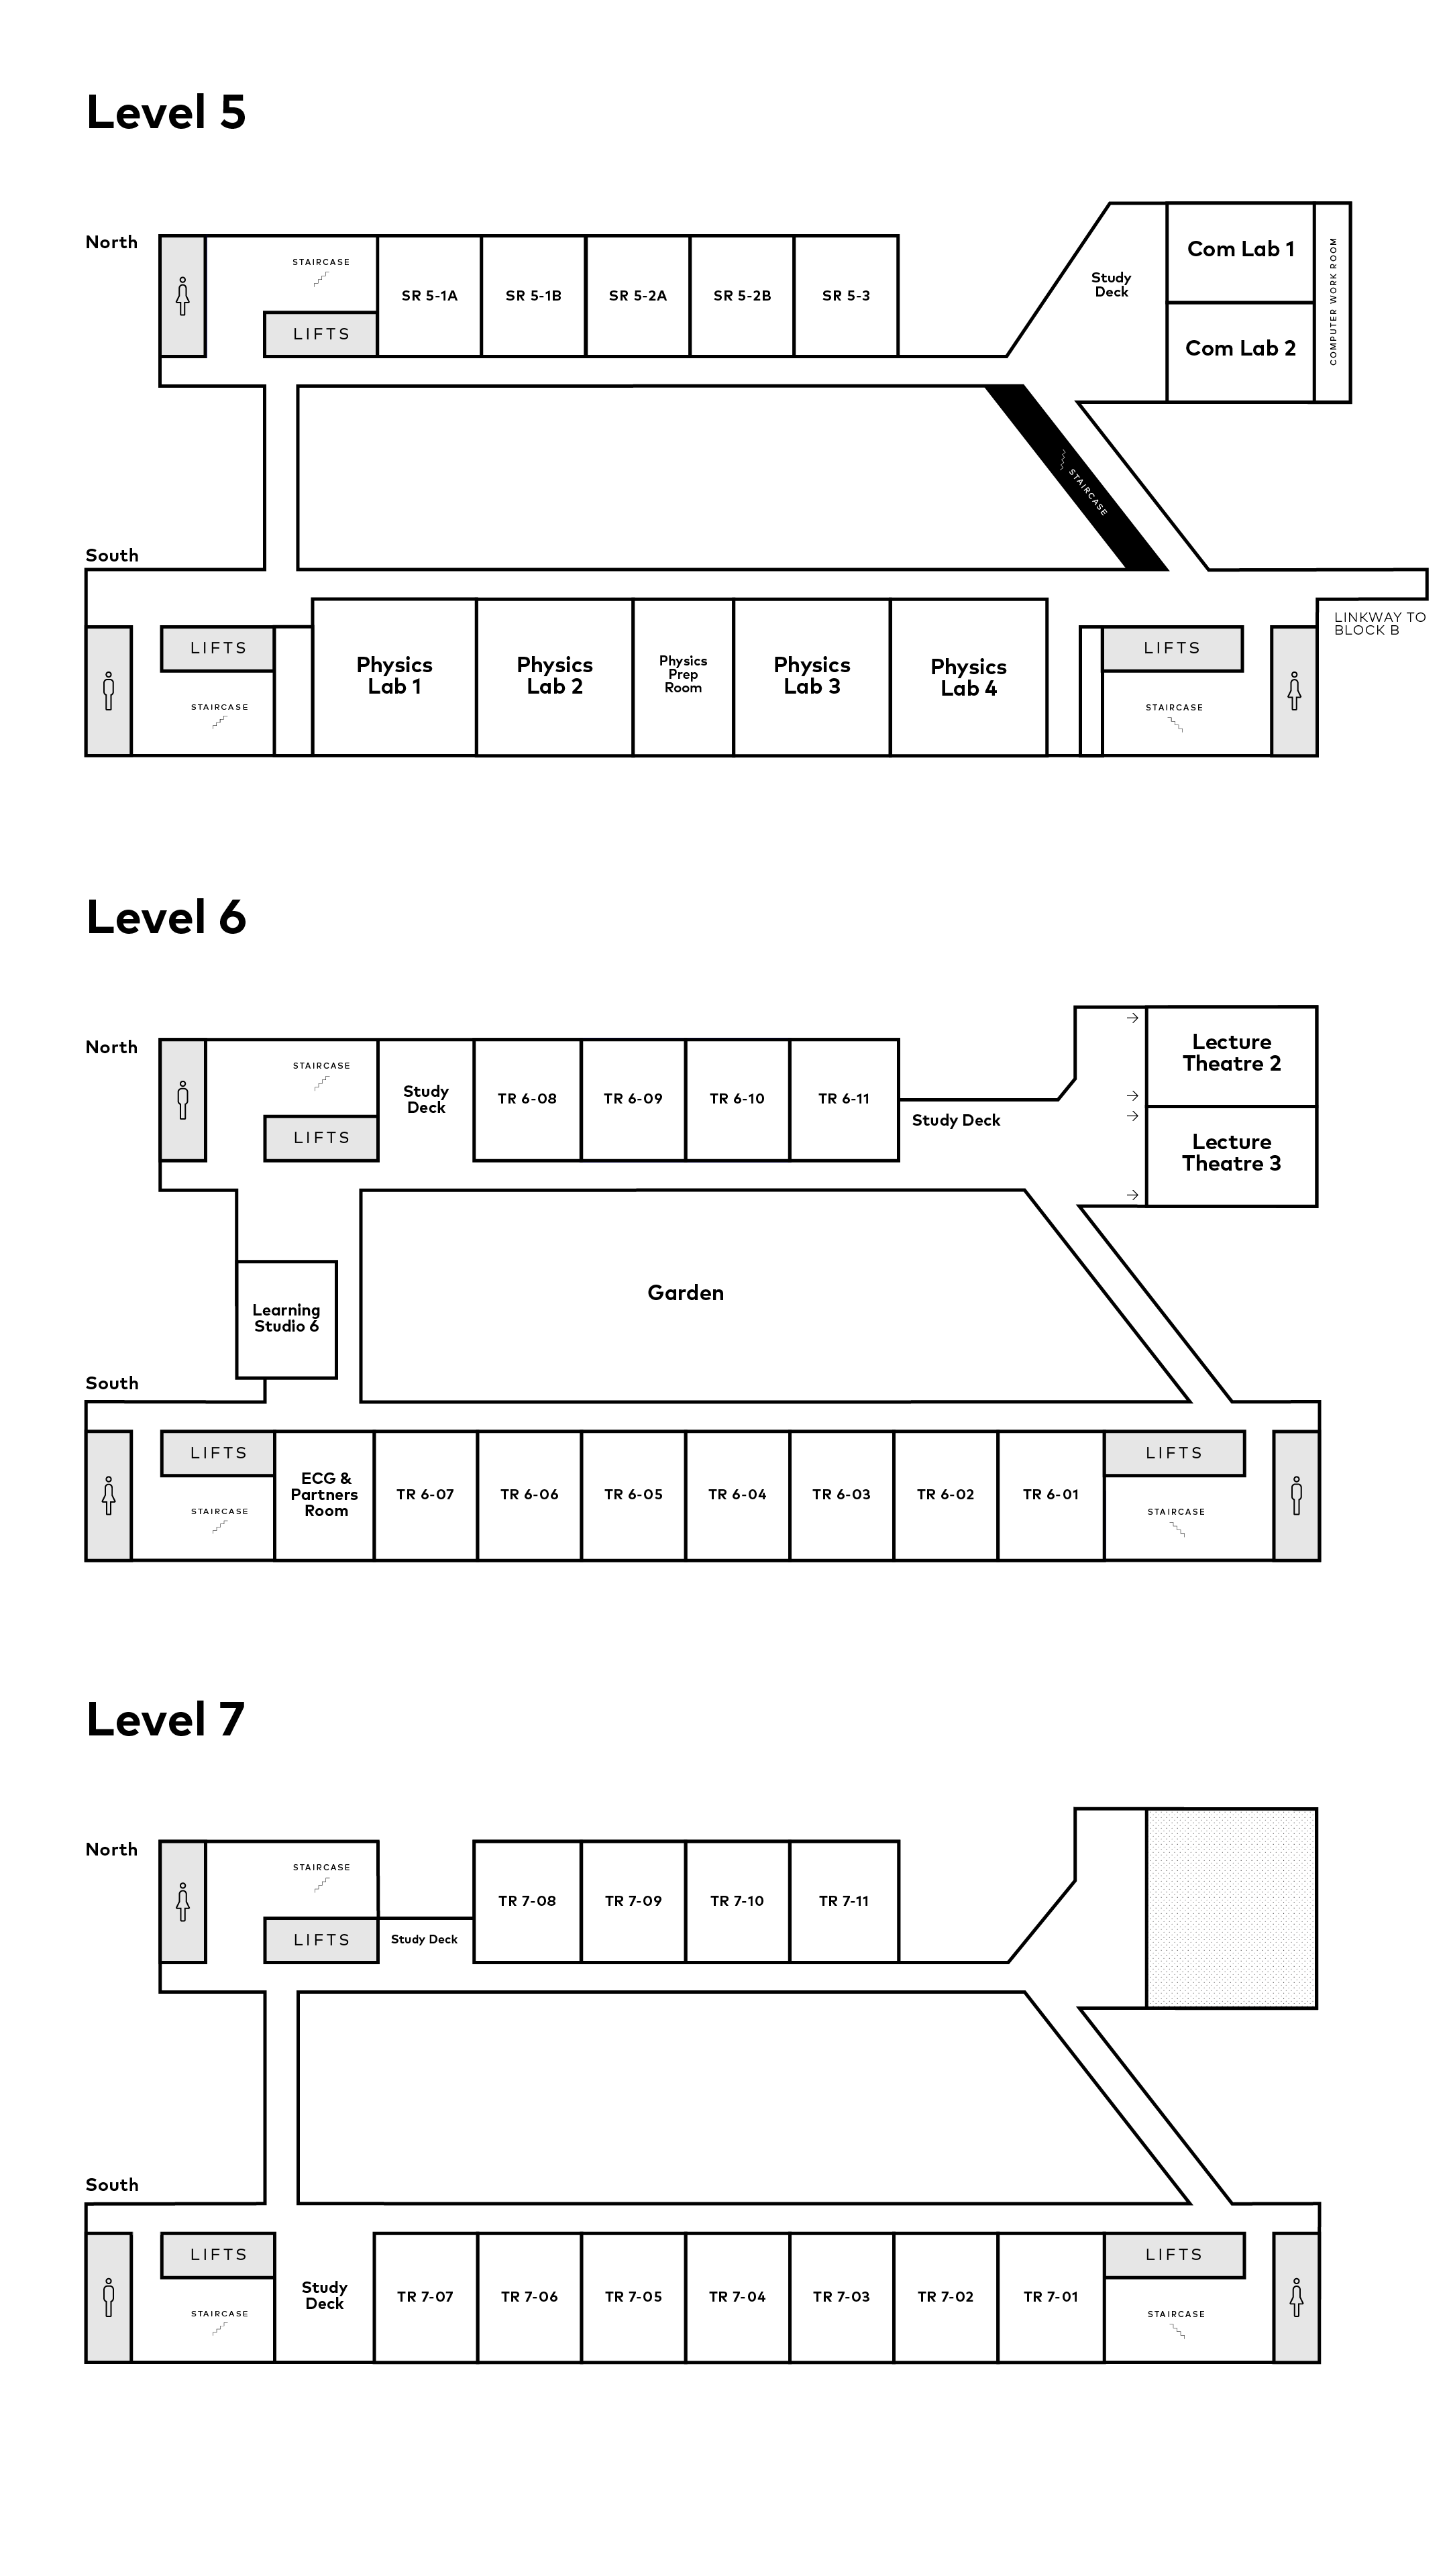 Level 5
North
STAIRCASE
LIFTS
SR 5-1A
SR 5-1B
SR 5-2A
SR 5-2B
SR 5-3
Study
Deck
Com Lab 1
Com Lab 2
COMPUTER WORK ROOM
STAIRCASE
South
LIFTS
STAIRCASE
Physics
Lab 1
Physics
Lab 2
Physics
Prep
Room
Physics
Lab 3
Physics
Lab 4
LIFTS
STAIRCASE
LINKWAY TO
BLOCK B
Level 6
North
STAIRCASE
LIFTS
Study
Deck
TR 6-08
TR 6-09
TR 6-10
TR 6-11
Study Deck
Lecture
Theatre 2
Lecture
Theatre 3
Learning
Studio 6
Garden
South
LIFTS
STAIRCASE
ECG &
Partners
Room
TR 6-07
TR 6-06
TR 6-05
TR 6-04
TR 6-03
TR 6-02
TR 6-01
LIFTS
STAIRCASE
Level 7
North
STAIRCASE
LIFTS
Study Deck
TR 7-08
TR 7-09
TR 7-10
TR 7-11
South
LIFTS
STAIRCASE
Study
Deck
TR 7-07
TR 7-06
TR 7-05
TR 7-04
TR 7-03
TR 7-02
TR 7-01
LIFTS
STAIRCASE